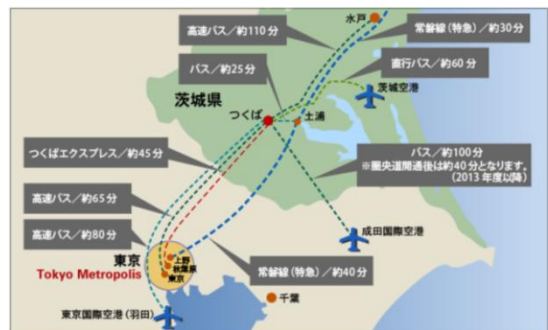 水戸
高速バス／約110分
常磐線（特急）／約30分
バス／約25分
直行バス／約60分
茨城県
茨城空港
つくば
土浦
つくばエクスプレス／約45分
バス／約100分
※圏央道開通後は約40分となります。
（2013年度以降）
高速バス／約65分
高速バス／約80分
成田国際空港
東京
Tokyo Metropolis
上野
秋葉原
東京
常磐線（特急）／約40分
千葉
東京国際空港（羽田）